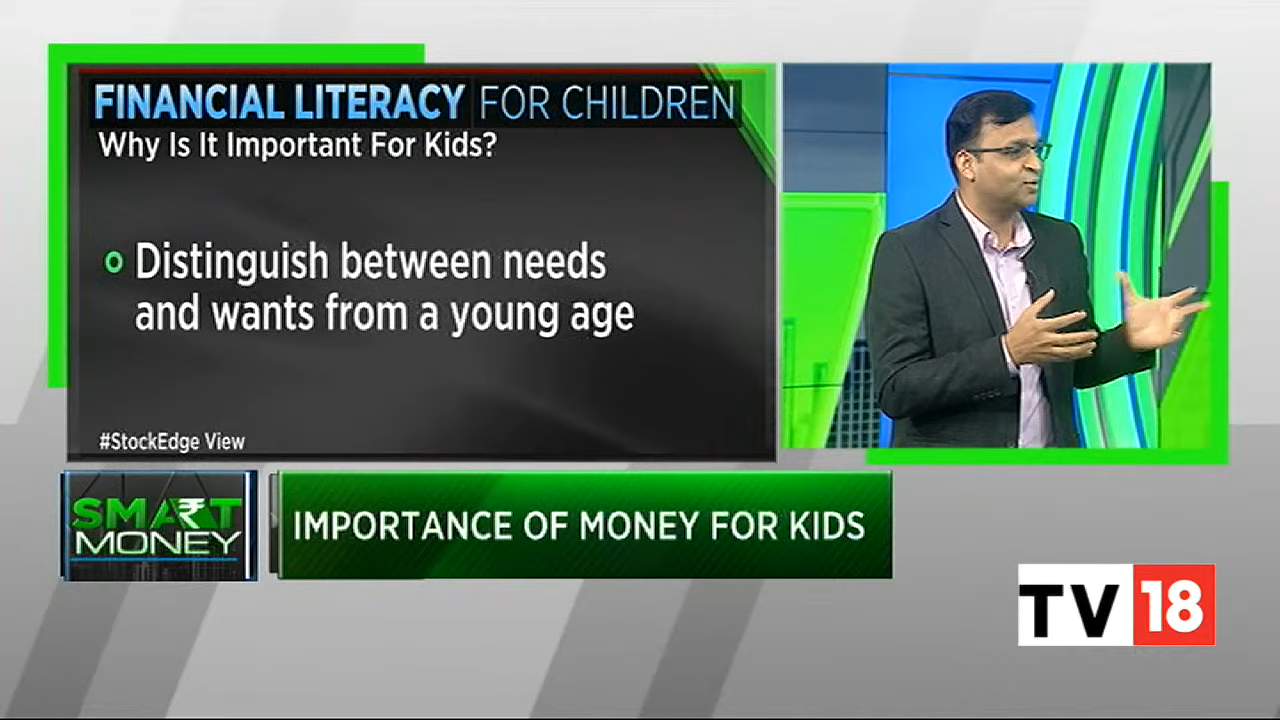 FINANCIAL LITERACY FOR CHILDREN
Why Is It Important For Kids?
Distinguish between needs
and wants from a young age
#StockEdge View
SMA₹T
MONEY
IMPORTANCE OF MONEY FOR KIDS
TV18